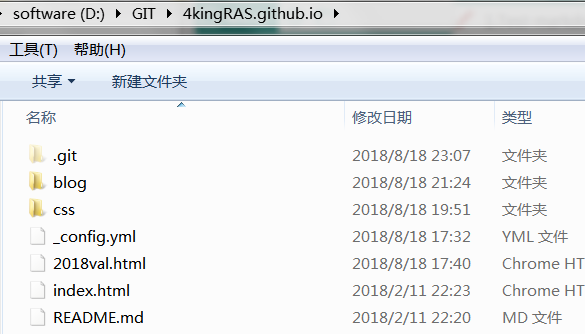 software (D:) ▸ GIT ▸ 4kingRAS.github.io ▸
工具(T) 帮助(H)
共享 新建文件夹
名称 修改日期 类型
.git 2018/8/18 23:07 文件夹
blog 2018/8/18 21:24 文件夹
css 2018/8/18 19:51 文件夹
_config.yml 2018/8/18 17:32 YML 文件
2018val.html 2018/8/18 17:40 Chrome HT
index.html 2018/2/11 22:23 Chrome HT
README.md 2018/2/11 22:20 MD 文件